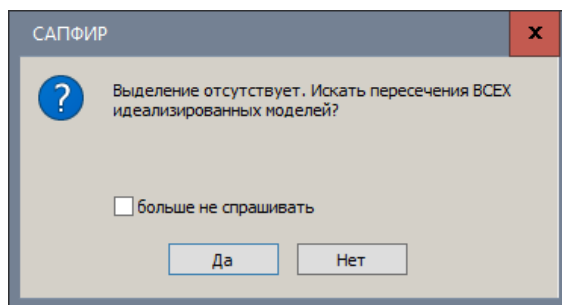 САПФИР
x
?
Выделение отсутствует. Искать пересечения ВСЕХ
идеализированных моделей?
больше не спрашивать
Да
Нет